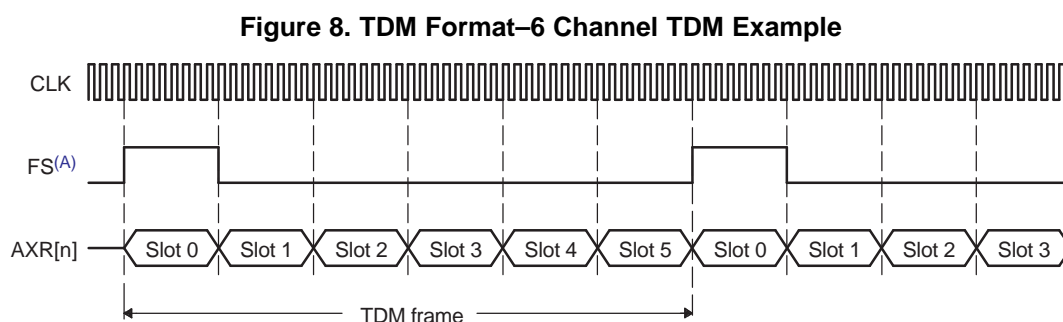 Figure 8. TDM Format–6 Channel TDM Example
CLK
FS(A)
AXR[n]
Slot 0 Slot 1 Slot 2 Slot 3 Slot 4 Slot 5 Slot 0 Slot 1 Slot 2 Slot 3
TDM frame